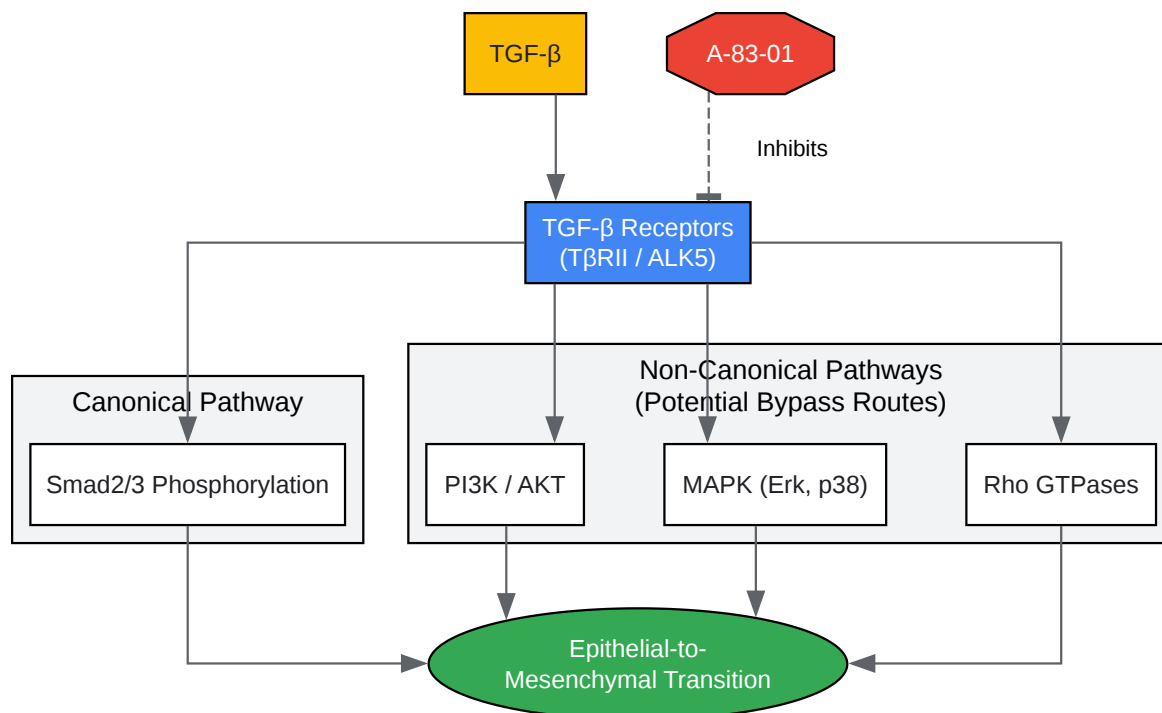 TGF-β
A-83-01
Inhibits
TGF-β Receptors
(TβRII / ALK5)
Canonical Pathway
Non-Canonical Pathways
(Potential Bypass Routes)
Smad2/3 Phosphorylation
PI3K / AKT
MAPK (Erk, p38)
Rho GTPases
Epithelial-to-
Mesenchymal Transition